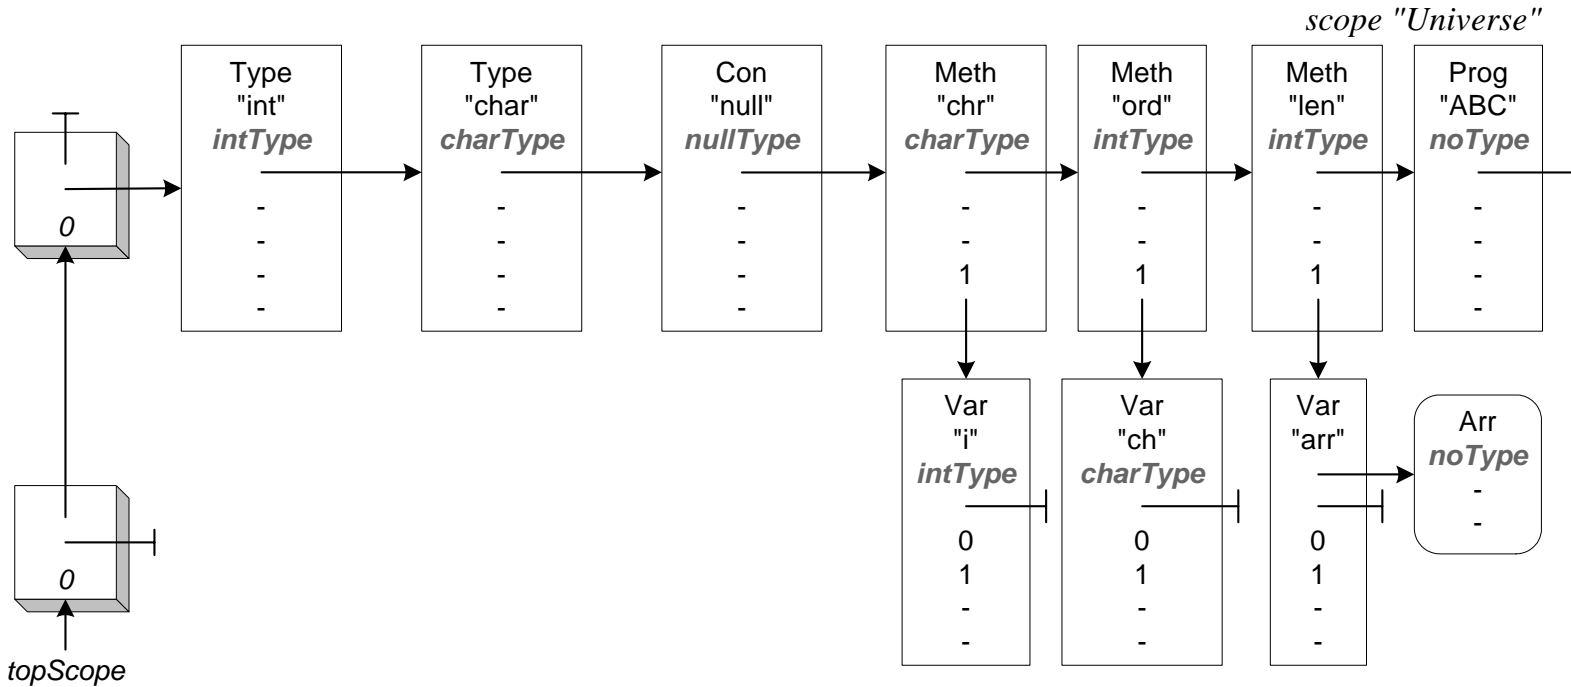 scope "Universe"
Type
"int"
intType
-
-
-
-
Type
"char"
charType
-
-
-
-
Con
"null"
nullType
-
-
-
-
Meth
"chr"
charType
-
-
1
Meth
"ord"
intType
-
-
1
Meth
"len"
intType
-
-
1
Prog
"ABC"
noType
-
-
-
-
0
Var
"i"
intType
0
1
-
-
Var
"ch"
charType
0
1
-
-
Var
"arr"
0
1
-
-
Arr
noType
-
-
0
topScope